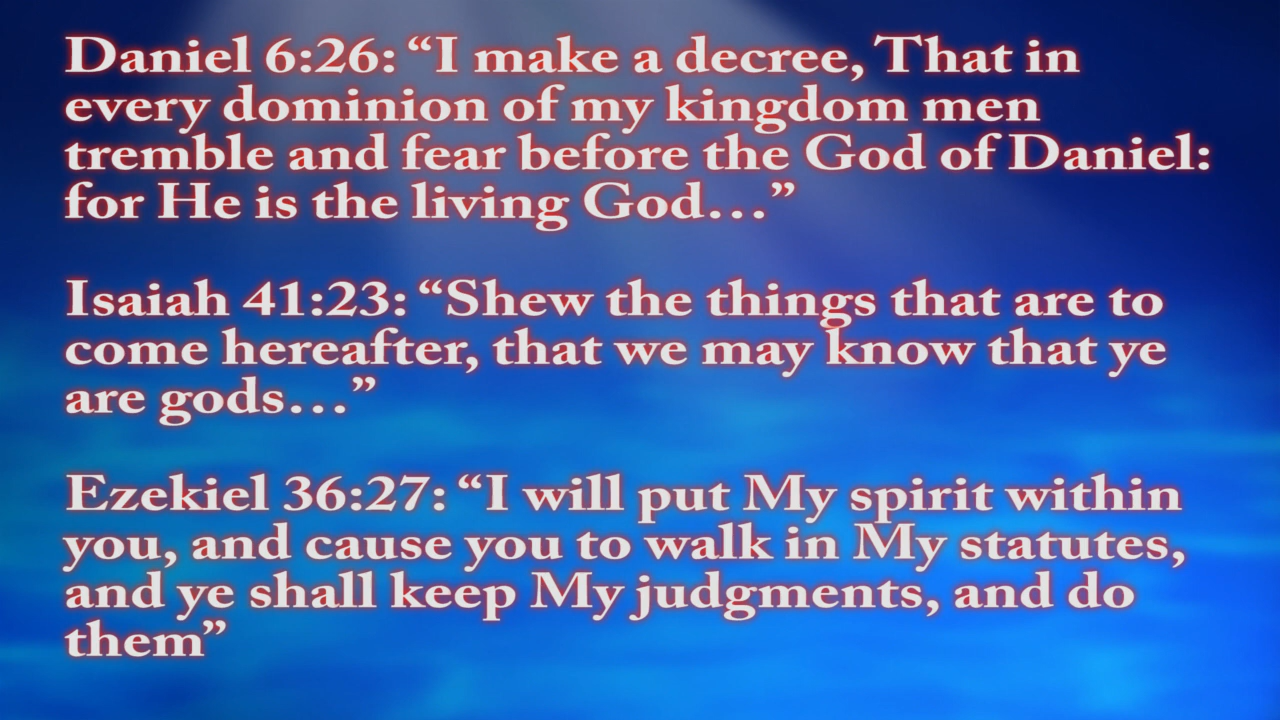 Daniel 6:26: “I make a decree, That in
every dominion of my kingdom men
tremble and fear before the God of Daniel:
for He is the living God…”
Isaiah 41:23: “Shew the things that are to
come hereafter, that we may know that ye
are gods…”
Ezekiel 36:27: “I will put My spirit within
you, and cause you to walk in My statutes,
and ye shall keep My judgments, and do
them”